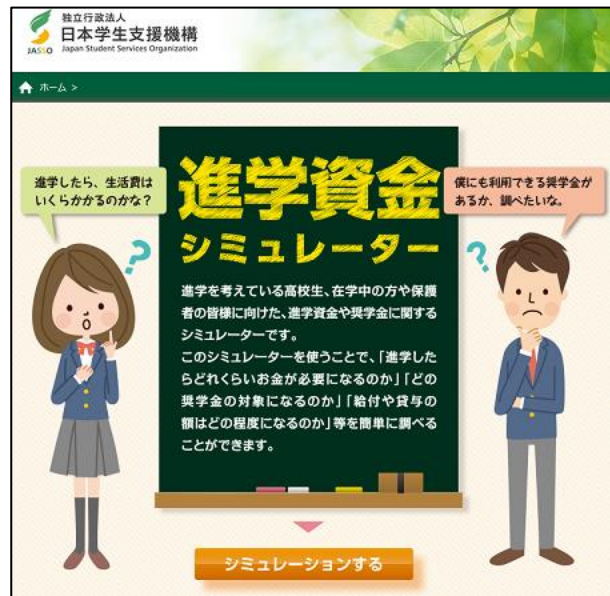 独立行政法人
日本学生支援機構
JASSO Japan Student Services Organization
ホーム >
進学したら、生活費は
いくらかかるのかな?
進学資金
シミュレーター
僕にも利用できる奨学金が
あるか、調べたいな。
?
?
進学を考えている高校生、在学中の方や保護
者の皆様に向けた、進学資金や奨学金に関する
シミュレーターです。
このシミュレーターを使うことで、「進学した
らどれくらいお金が必要になるのか」「どの
奨学金の対象になるのか」「給付や貸与の
額はどの程度になるのか」等を簡単に調べる
ことができます。
シミュレーションする